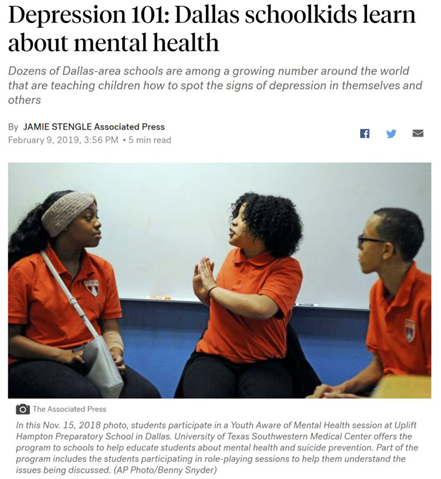 Depression 101: Dallas schoolkids learn
about mental health
Dozens of Dallas-area schools are among a growing number around the world
that are teaching children how to spot the signs of depression in themselves and
others
By JAMIE STENGLE Associated Press
February 9, 2019, 3:56 PM • 5 min read
The Associated Press
In this Nov. 15, 2018 photo, students participate in a Youth Aware of Mental Health session at Uplift
Hampton Preparatory School in Dallas. University of Texas Southwestern Medical Center offers the
program to schools to help educate students about mental health and suicide prevention. Part of the
program includes the students participating in role-playing sessions to help them understand the
issues being discussed. (AP Photo/Benny Snyder)